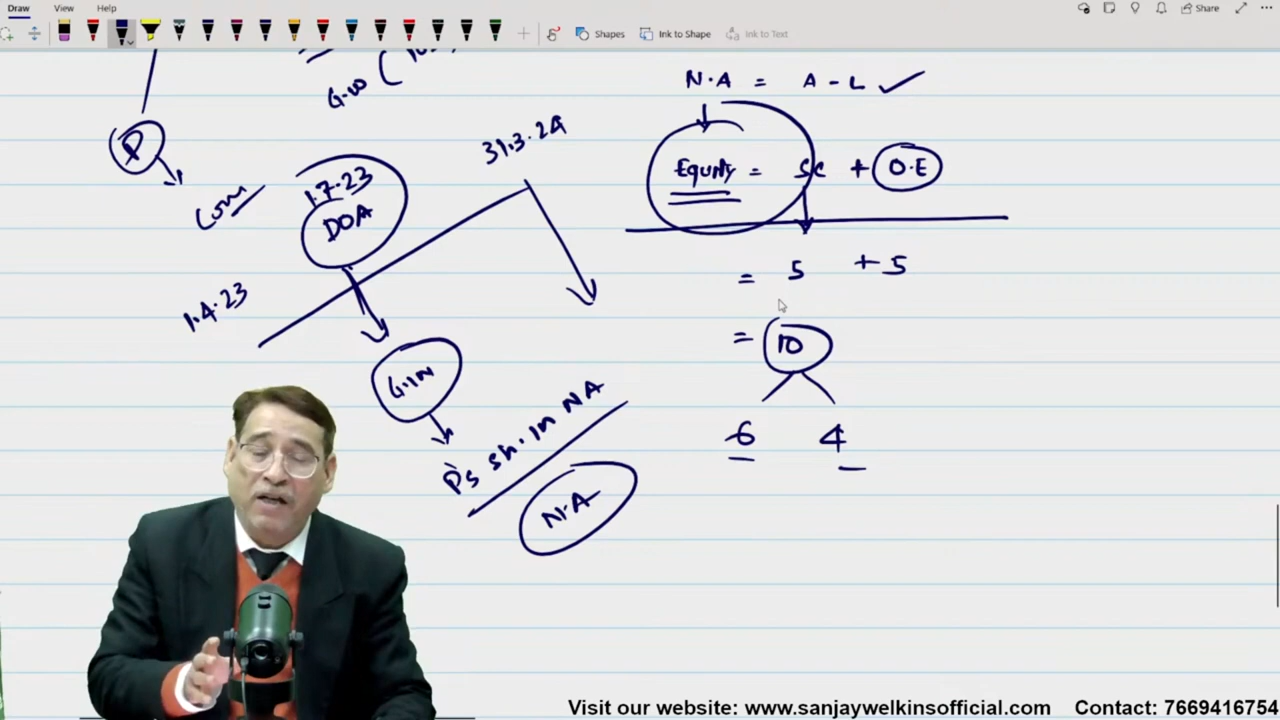 Draw View Help
Share
Shapes Ink to Shape Ink to Text
G.W (
P
Com
1.7.23
DOA
31.3.24
1.4.23
G.IN
P's sh. in NA
N.A
N.A = A - L ✓
Equity = SC + O.E
= 5 + 5
= 10
6 4
Visit our website: www.sanjaywelkinsofficial.com Contact: 7669416754